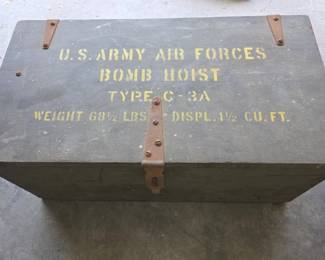 U.S. ARMY AIR FORCES
BOMB HOIST
TYPE C-3A
WEIGHT 68½ LBS DISPL. 1½ CU. FT.